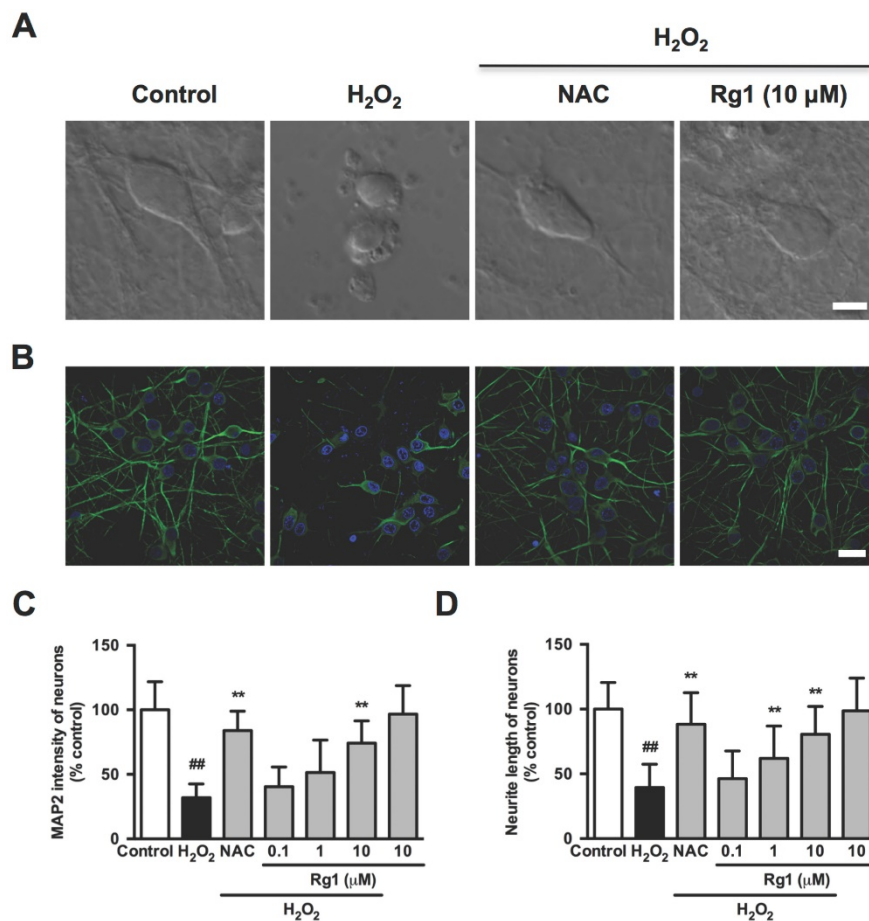 A
H₂O₂
Control H₂O₂ NAC Rg1 (10 µM)
B
C
150
100
50
0
MAP2 intensity of neurons
(% control)
##
**
**
Control H₂O₂ NAC 0.1 1 10 10
Rg1 (µM)
H₂O₂
D
150
100
50
0
Neurite length of neurons
(% control)
##
**
**
**
Control H₂O₂ NAC 0.1 1 10 10
Rg1 (µM)
H₂O₂